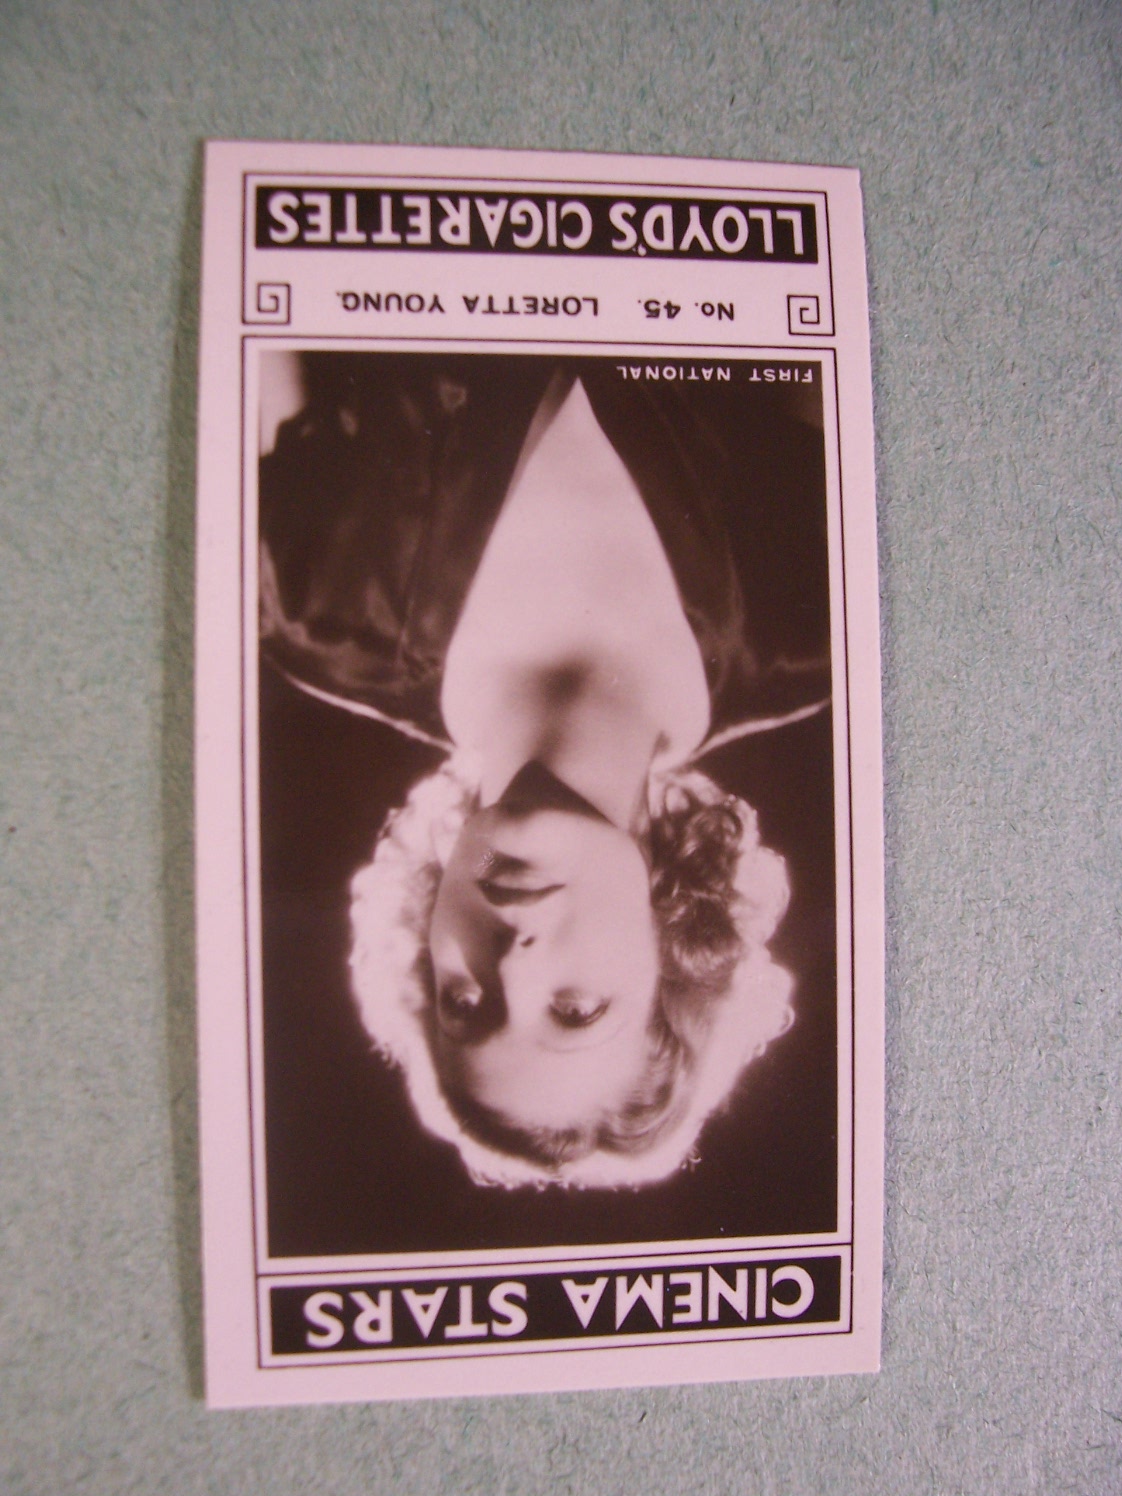 CINEMA STARS
FIRST NATIONAL
No. 45. LORETTA YOUNG.
LLOYD'S CIGARETTES